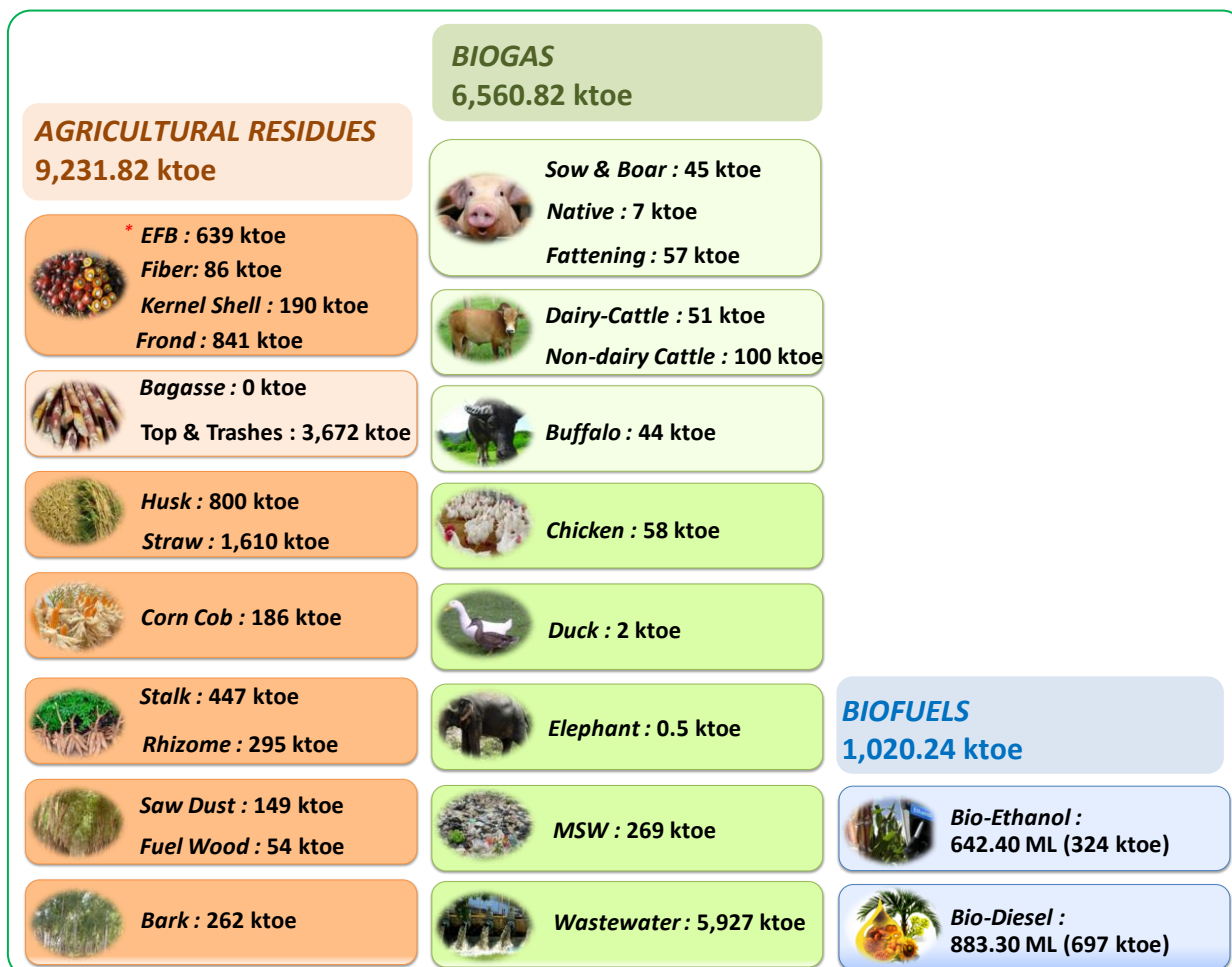 AGRICULTURAL RESIDUES
9,231.82 ktoe
* EFB : 639 ktoe
Fiber: 86 ktoe
Kernel Shell : 190 ktoe
Frond : 841 ktoe
Bagasse : 0 ktoe
Top & Trashes : 3,672 ktoe
Husk : 800 ktoe
Straw : 1,610 ktoe
Corn Cob : 186 ktoe
Stalk : 447 ktoe
Rhizome : 295 ktoe
Saw Dust : 149 ktoe
Fuel Wood : 54 ktoe
Bark : 262 ktoe
BIOGAS
6,560.82 ktoe
Sow & Boar : 45 ktoe
Native : 7 ktoe
Fattening : 57 ktoe
Dairy-Cattle : 51 ktoe
Non-dairy Cattle : 100 ktoe
Buffalo : 44 ktoe
Chicken : 58 ktoe
Duck : 2 ktoe
Elephant : 0.5 ktoe
MSW : 269 ktoe
Wastewater : 5,927 ktoe
BIOFUELS
1,020.24 ktoe
Bio-Ethanol :
642.40 ML (324 ktoe)
Bio-Diesel :
883.30 ML (697 ktoe)